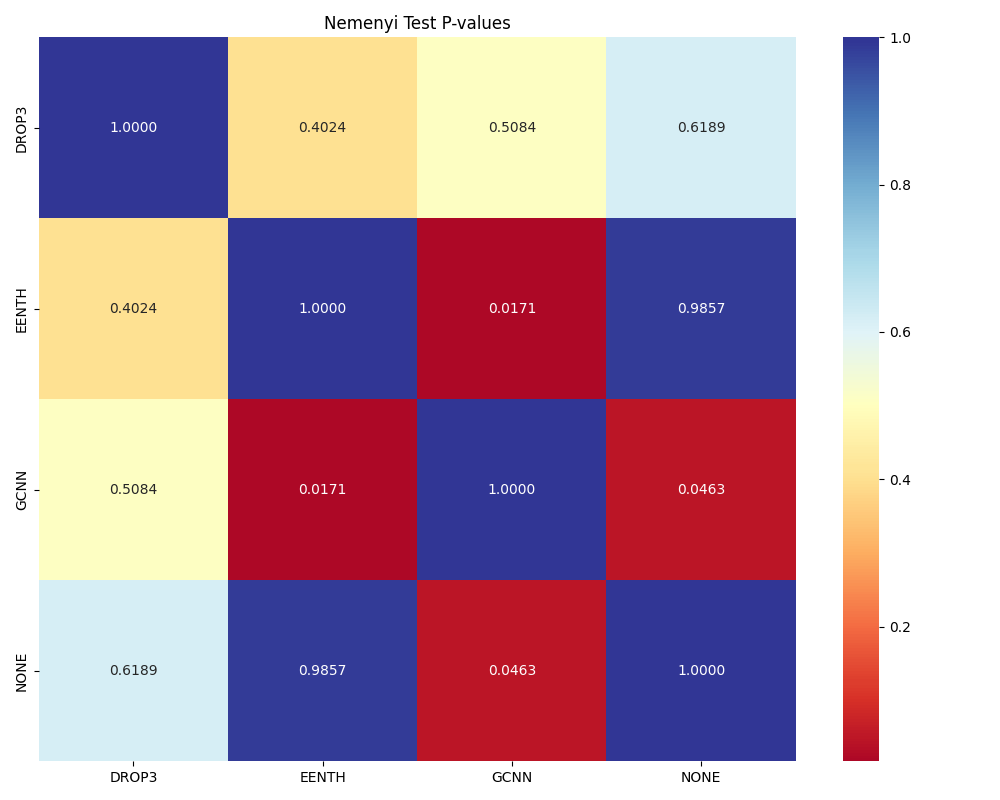 Nemenyi Test P-values
DROP3 1.0000 0.4024 0.5084 0.6189
EENTH 0.4024 1.0000 0.0171 0.9857
GCNN 0.5084 0.0171 1.0000 0.0463
NONE 0.6189 0.9857 0.0463 1.0000
DROP3 EENTH GCNN NONE
1.0
0.8
0.6
0.4
0.2